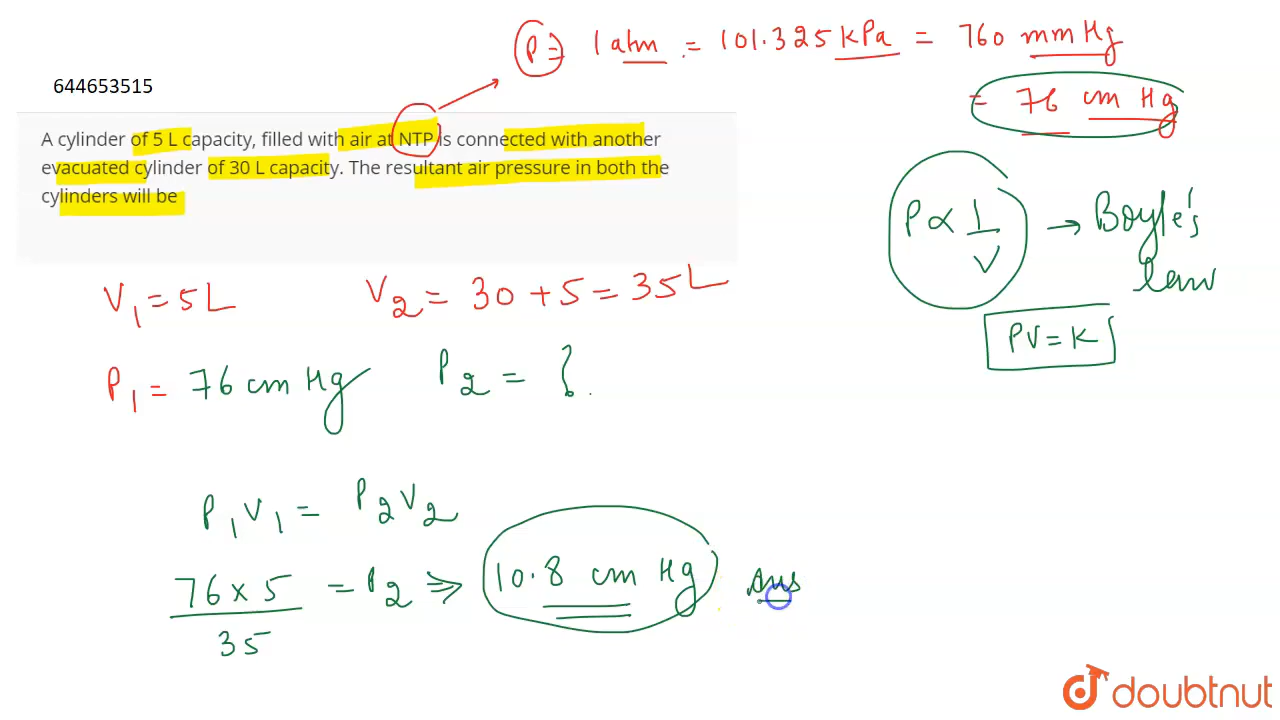 P ⇒ 1 atm = 101.325 kPa = 760 mm Hg
= 76 cm Hg
644653515
A cylinder of 5 L capacity, filled with air at NTP is connected with another
evacuated cylinder of 30 L capacity. The resultant air pressure in both the
cylinders will be
P ∝ 1/V → Boyle's
law
PV = K
V₁ = 5L V₂ = 30 + 5 = 35L
P₁ = 76 cm Hg P₂ = ?
P₁V₁ = P₂V₂
76 × 5 / 35 = P₂ ⇒ 10.8 cm Hg Ans
doubtnut